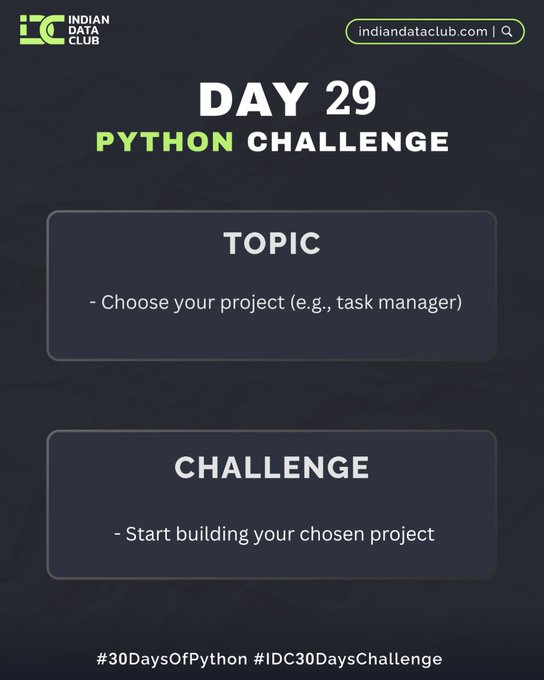 INDIAN
DATA
CLUB
indiandataclub.com |
DAY 29
PYTHON CHALLENGE
TOPIC
- Choose your project (e.g., task manager)
CHALLENGE
- Start building your chosen project
#30DaysOfPython #IDC30DaysChallenge